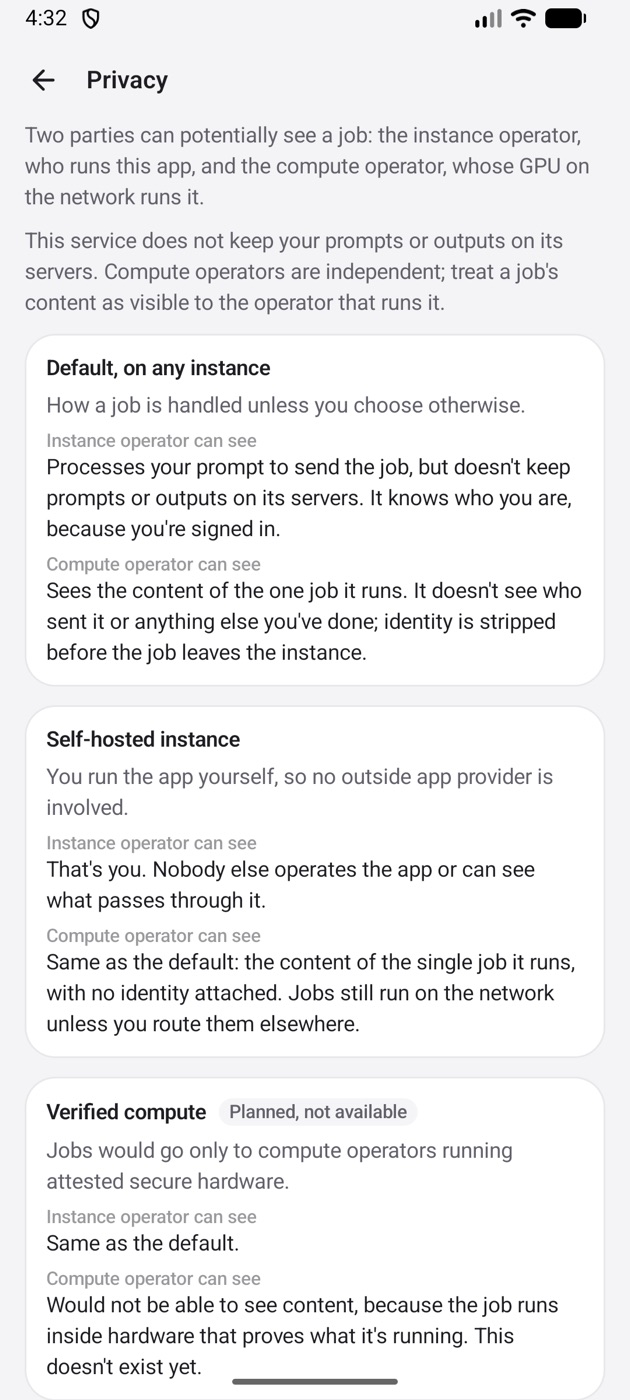 4:32
Privacy
Two parties can potentially see a job: the instance operator,
who runs this app, and the compute operator, whose GPU on
the network runs it.
This service does not keep your prompts or outputs on its
servers. Compute operators are independent; treat a job's
content as visible to the operator that runs it.
Default, on any instance
How a job is handled unless you choose otherwise.
Instance operator can see
Processes your prompt to send the job, but doesn't keep
prompts or outputs on its servers. It knows who you are,
because you're signed in.
Compute operator can see
Sees the content of the one job it runs. It doesn't see who
sent it or anything else you've done; identity is stripped
before the job leaves the instance.
Self-hosted instance
You run the app yourself, so no outside app provider is
involved.
Instance operator can see
That's you. Nobody else operates the app or can see
what passes through it.
Compute operator can see
Same as the default: the content of the single job it runs,
with no identity attached. Jobs still run on the network
unless you route them elsewhere.
Verified compute Planned, not available
Jobs would go only to compute operators running
attested secure hardware.
Instance operator can see
Same as the default.
Compute operator can see
Would not be able to see content, because the job runs
inside hardware that proves what it's running. This
doesn't exist yet.